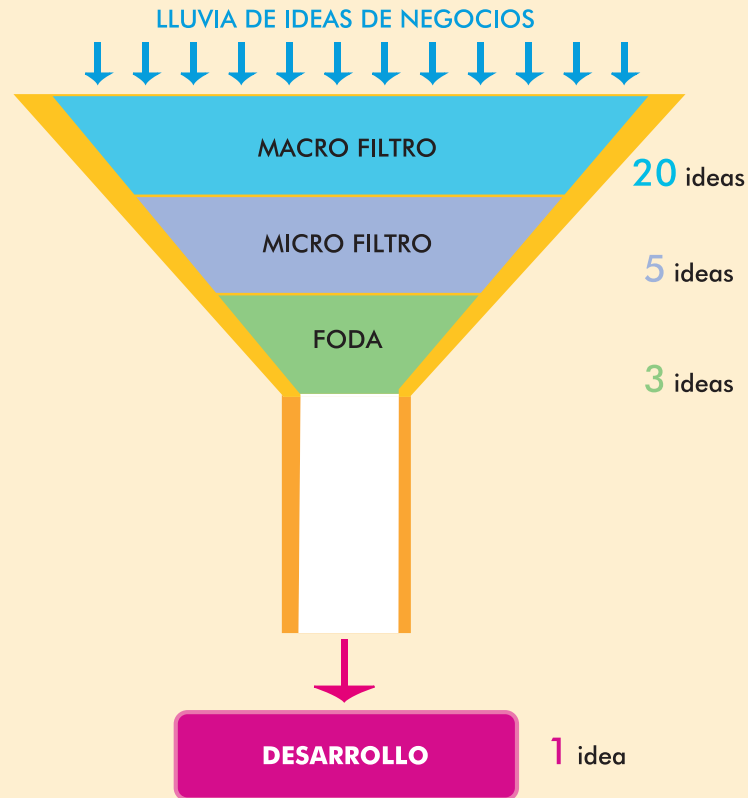 LLUVIA DE IDEAS DE NEGOCIOS
MACRO FILTRO
20 ideas
MICRO FILTRO
5 ideas
FODA
3 ideas
DESARROLLO
1 idea